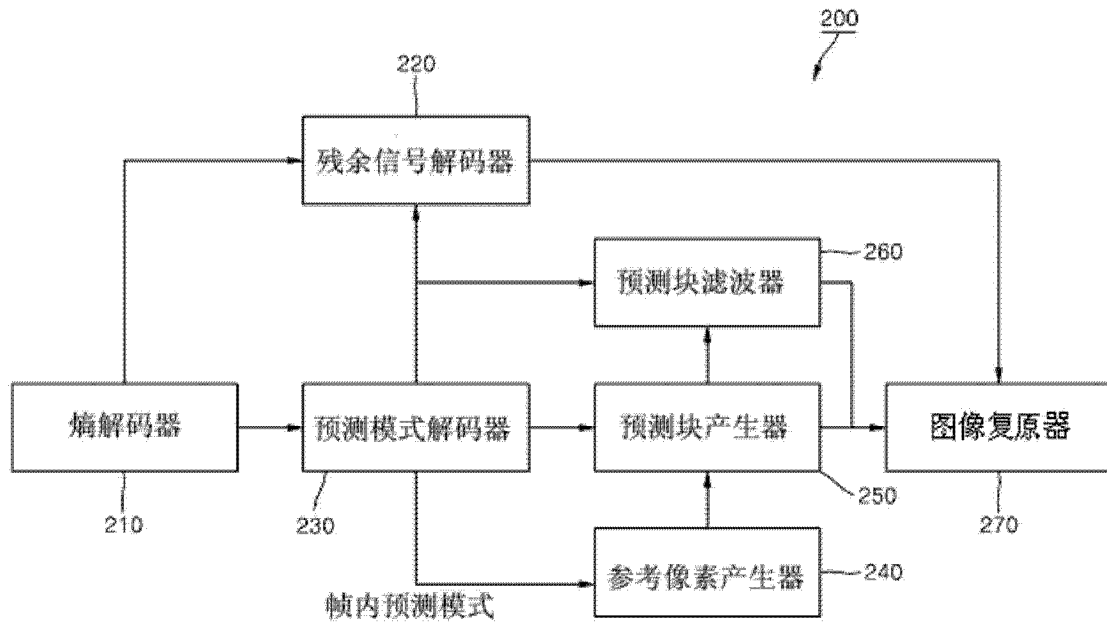 200
220
残余信号解码器
260
预测块滤波器
熵解码器
预测模式解码器
预测块产生器
图像复原器
210
230
250
270
参考像素产生器
240
帧内预测模式